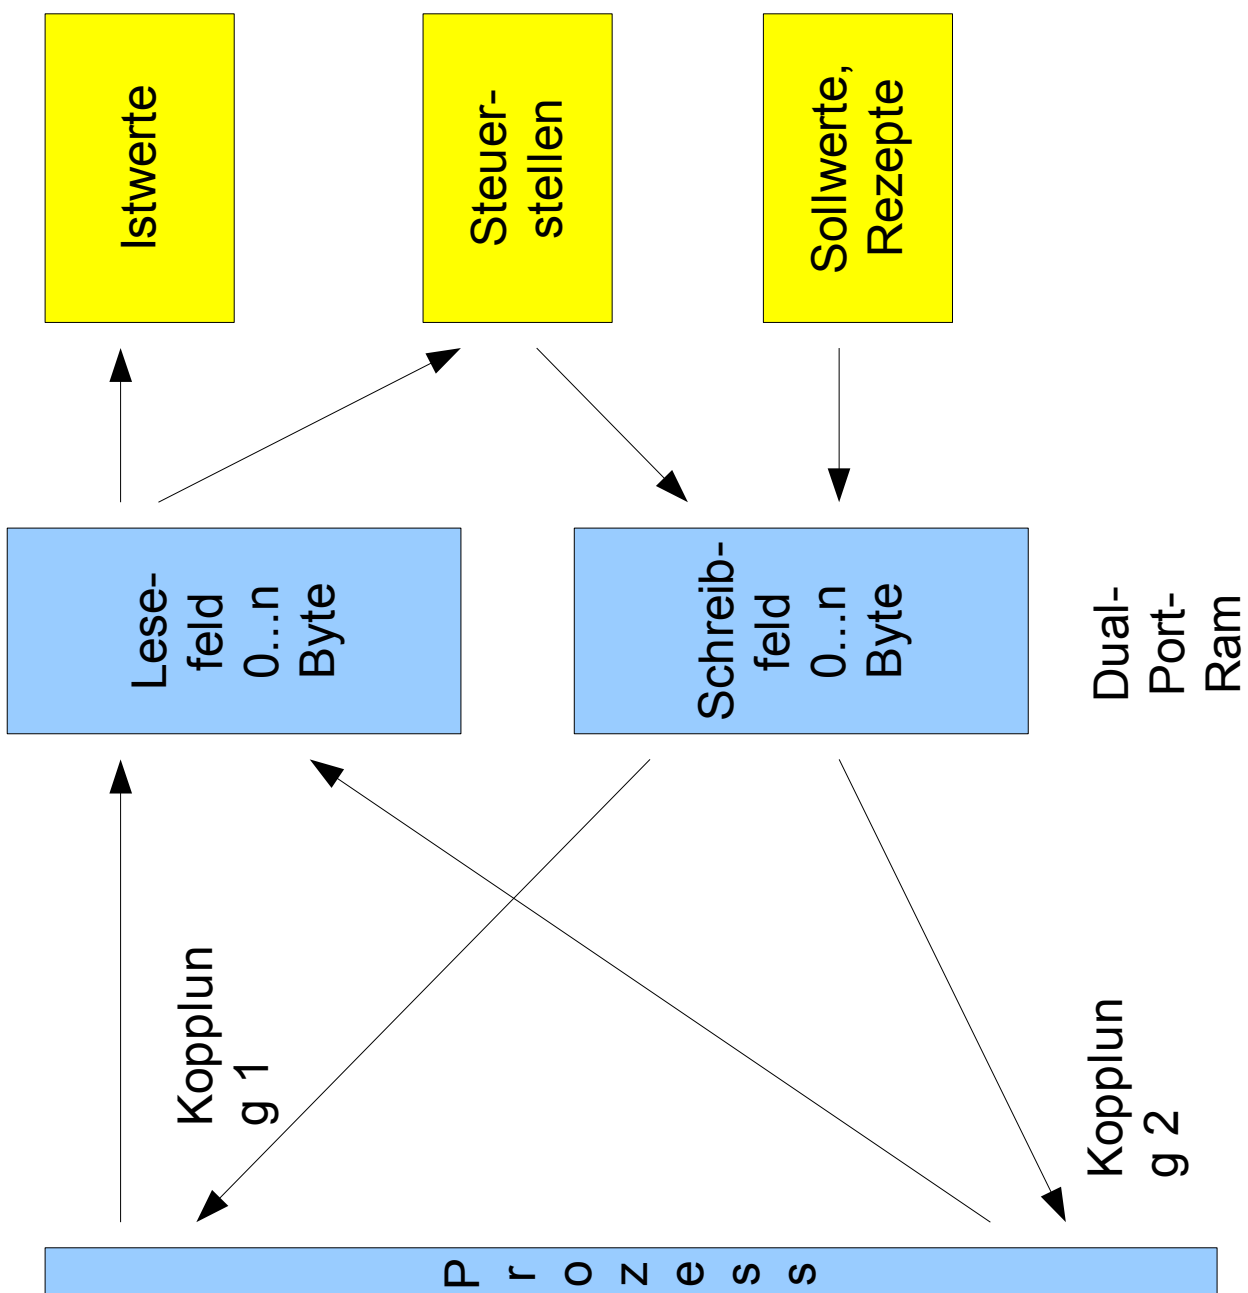 Istwerte
Steuer-
stellen
Sollwerte,
Rezepte
Lese-
feld
0...n
Byte
Schreib-
feld
0...n
Byte
Dual-
Port-
Ram
Kopplun
g 1
Kopplun
g 2
Prozess